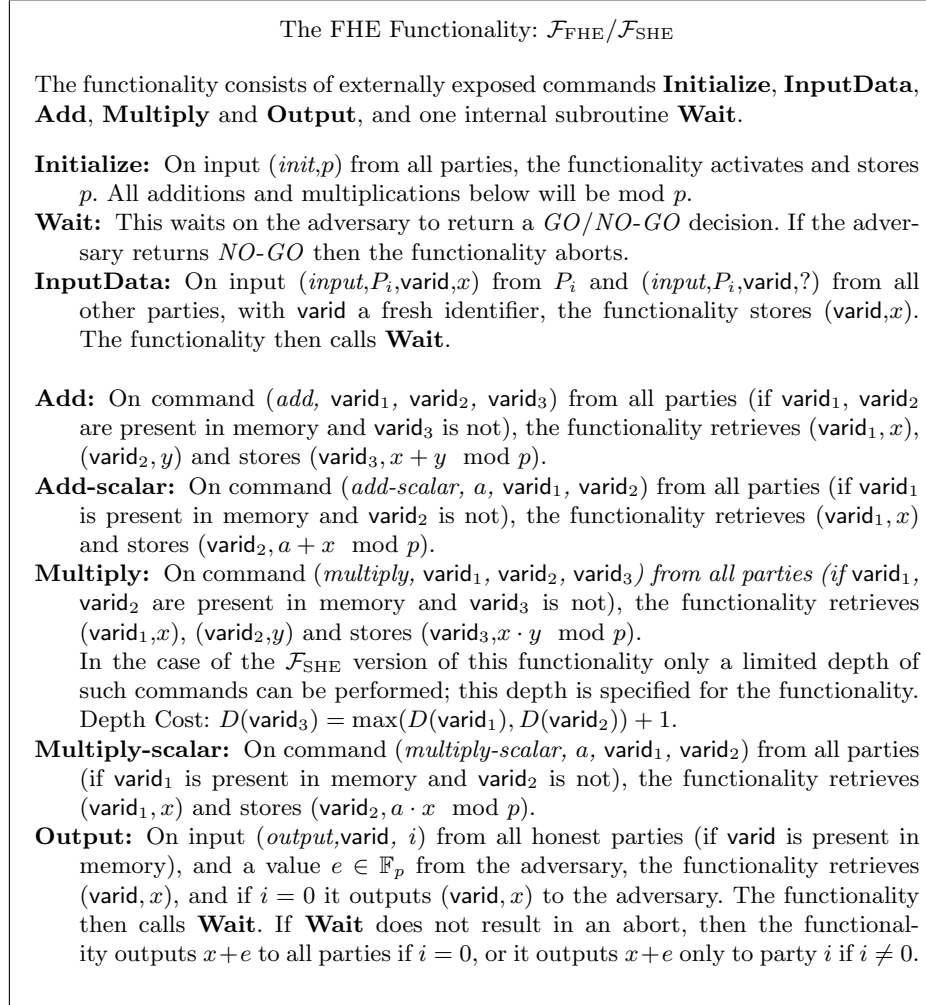 The FHE Functionality: F_FHE/F_SHE
The functionality consists of externally exposed commands Initialize, InputData,
Add, Multiply and Output, and one internal subroutine Wait.
Initialize: On input (init,p) from all parties, the functionality activates and stores
p. All additions and multiplications below will be mod p.
Wait: This waits on the adversary to return a GO/NO-GO decision. If the adver-
sary returns NO-GO then the functionality aborts.
InputData: On input (input,P_i,varid,x) from P_i and (input,P_i,varid,?) from all
other parties, with varid a fresh identifier, the functionality stores (varid,x).
The functionality then calls Wait.
Add: On command (add, varid₁, varid₂, varid₃) from all parties (if varid₁, varid₂
are present in memory and varid₃ is not), the functionality retrieves (varid₁, x),
(varid₂, y) and stores (varid₃, x + y mod p).
Add-scalar: On command (add-scalar, a, varid₁, varid₂) from all parties (if varid₁
is present in memory and varid₂ is not), the functionality retrieves (varid₁, x)
and stores (varid₂, a + x mod p).
Multiply: On command (multiply, varid₁, varid₂, varid₃) from all parties (if varid₁,
varid₂ are present in memory and varid₃ is not), the functionality retrieves
(varid₁,x), (varid₂,y) and stores (varid₃,x · y mod p).
In the case of the F_SHE version of this functionality only a limited depth of
such commands can be performed; this depth is specified for the functionality.
Depth Cost: D(varid₃) = max(D(varid₁), D(varid₂)) + 1.
Multiply-scalar: On command (multiply-scalar, a, varid₁, varid₂) from all parties
(if varid₁ is present in memory and varid₂ is not), the functionality retrieves
(varid₁, x) and stores (varid₂, a · x mod p).
Output: On input (output,varid, i) from all honest parties (if varid is present in
memory), and a value e ∈ 𝔽_p from the adversary, the functionality retrieves
(varid, x), and if i = 0 it outputs (varid, x) to the adversary. The functionality
then calls Wait. If Wait does not result in an abort, then the functional-
ity outputs x+e to all parties if i = 0, or it outputs x+e only to party i if i ≠ 0.